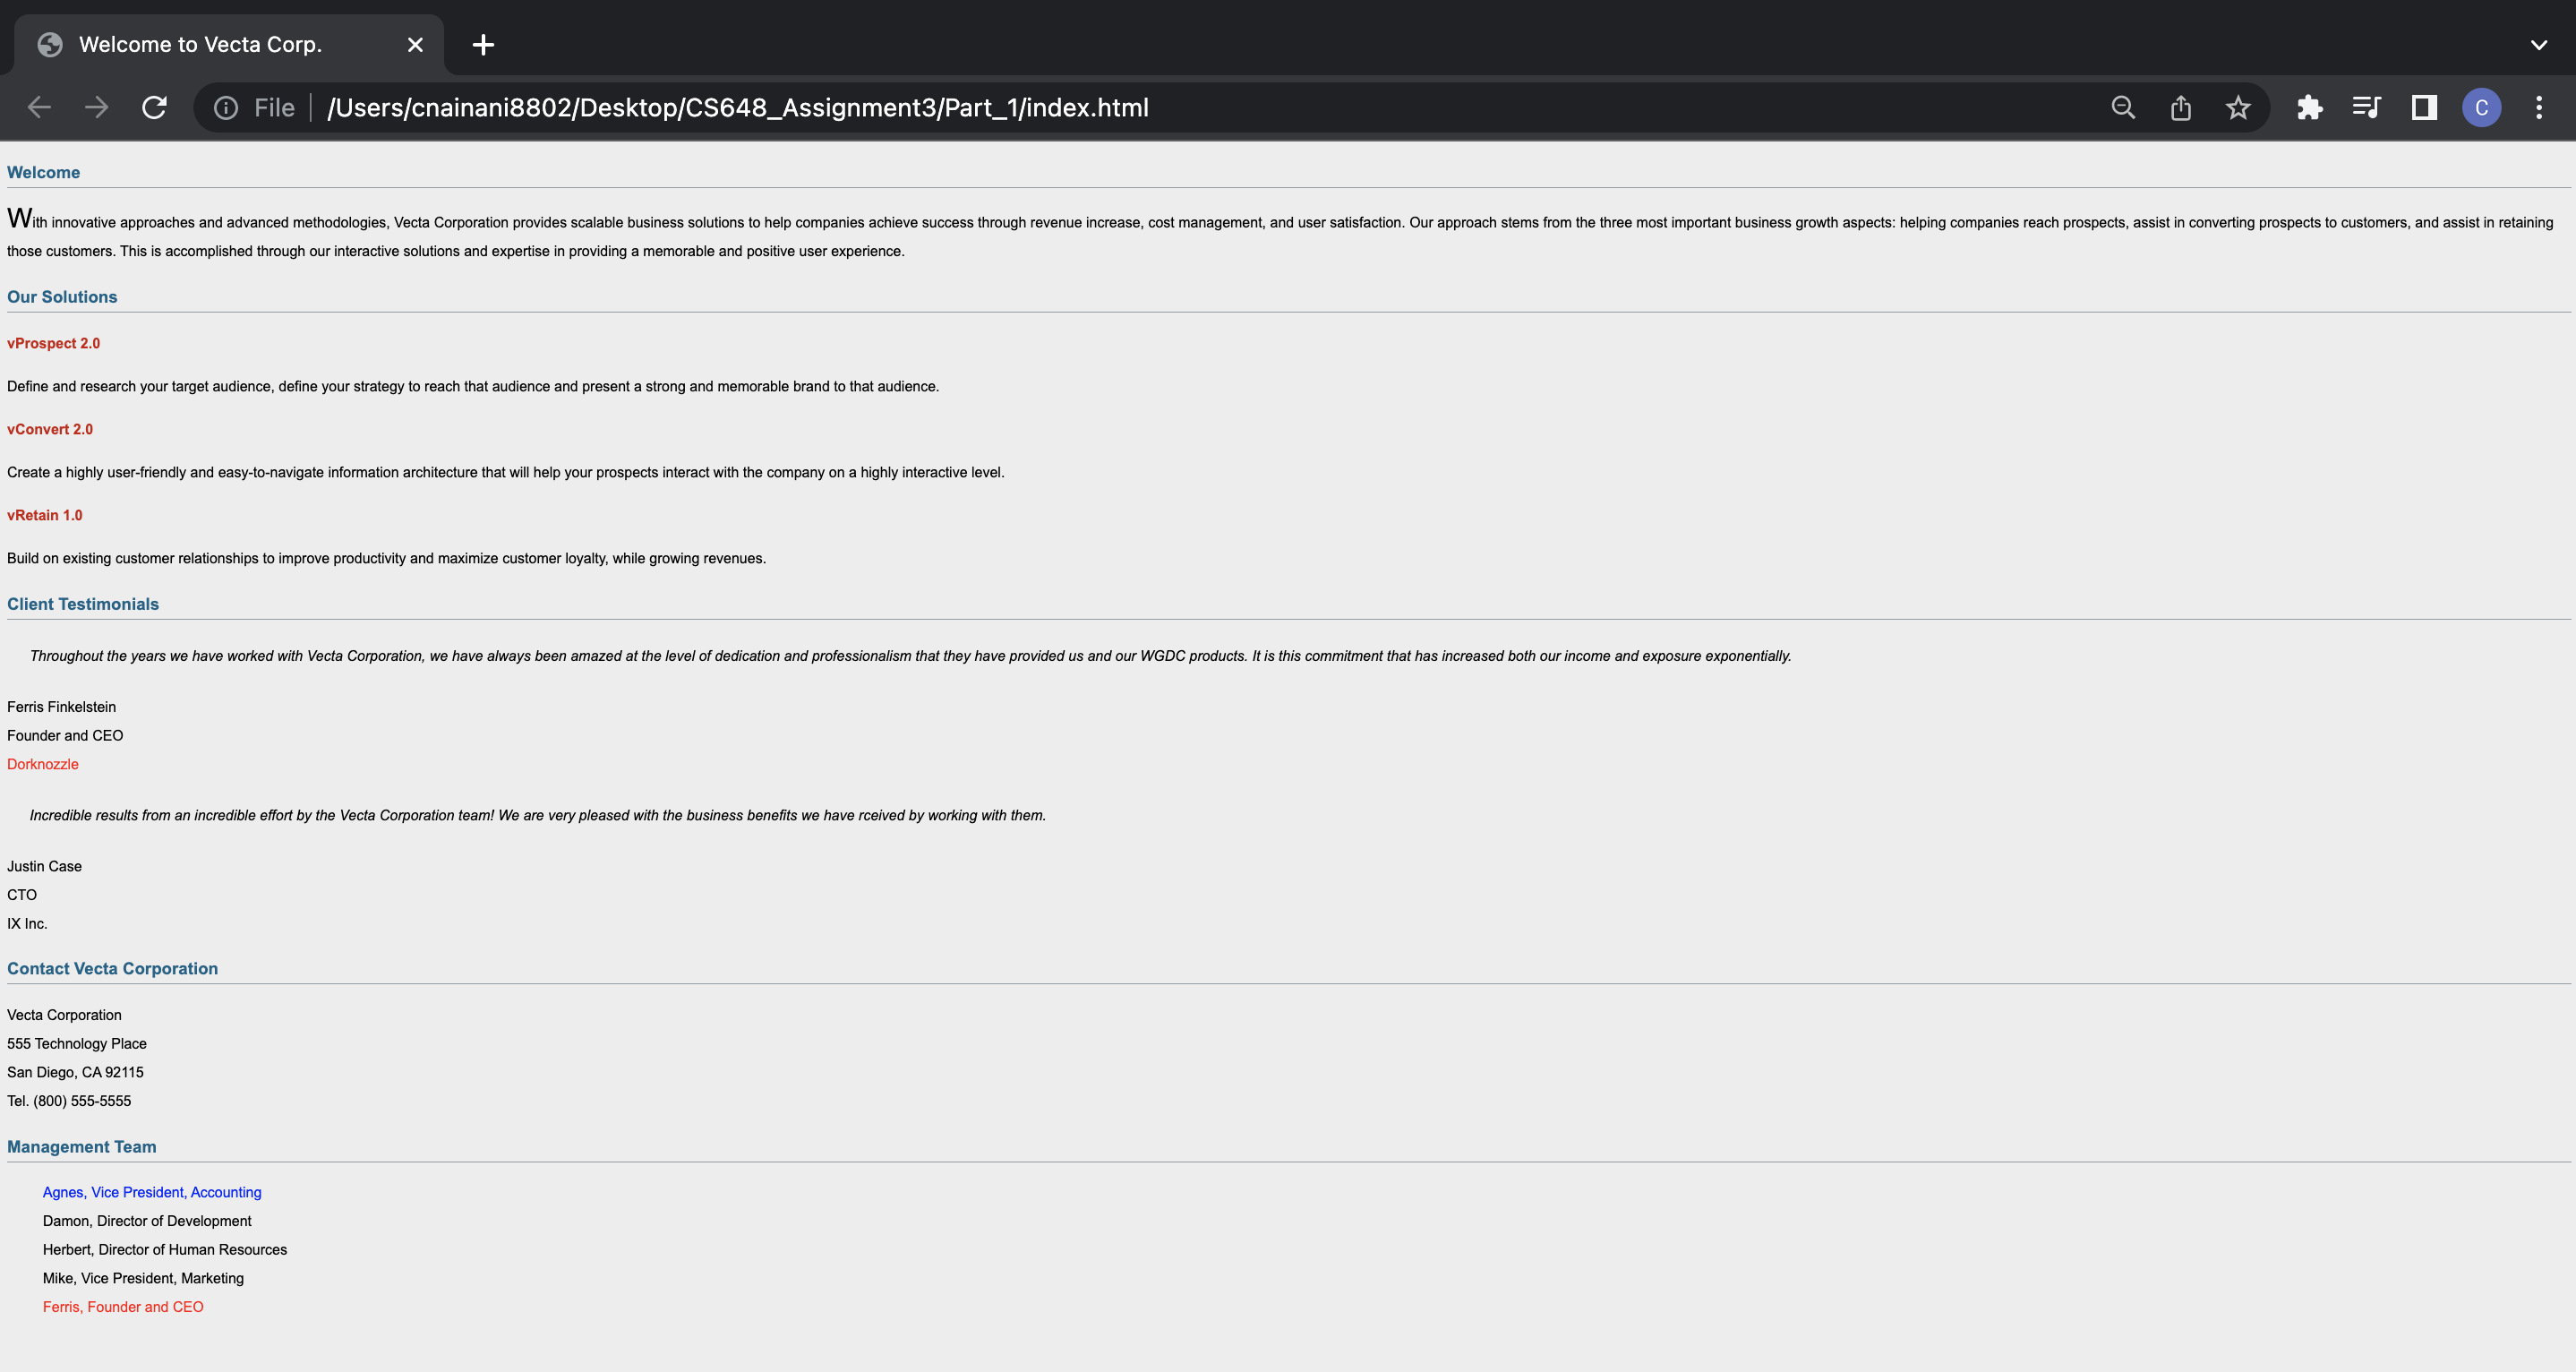 Welcome to Vecta Corp.
File /Users/cnainani8802/Desktop/CS648_Assignment3/Part_1/index.html
C
Welcome
With innovative approaches and advanced methodologies, Vecta Corporation provides scalable business solutions to help companies achieve success through revenue increase, cost management, and user satisfaction. Our approach stems from the three most important business growth aspects: helping companies reach prospects, assist in converting prospects to customers, and assist in retaining
those customers. This is accomplished through our interactive solutions and expertise in providing a memorable and positive user experience.
Our Solutions
vProspect 2.0
Define and research your target audience, define your strategy to reach that audience and present a strong and memorable brand to that audience.
vConvert 2.0
Create a highly user-friendly and easy-to-navigate information architecture that will help your prospects interact with the company on a highly interactive level.
vRetain 1.0
Build on existing customer relationships to improve productivity and maximize customer loyalty, while growing revenues.
Client Testimonials
Throughout the years we have worked with Vecta Corporation, we have always been amazed at the level of dedication and professionalism that they have provided us and our WGDC products. It is this commitment that has increased both our income and exposure exponentially.
Ferris Finkelstein
Founder and CEO
Dorknozzle
Incredible results from an incredible effort by the Vecta Corporation team! We are very pleased with the business benefits we have rceived by working with them.
Justin Case
CTO
IX Inc.
Contact Vecta Corporation
Vecta Corporation
555 Technology Place
San Diego, CA 92115
Tel. (800) 555-5555
Management Team
Agnes, Vice President, Accounting
Damon, Director of Development
Herbert, Director of Human Resources
Mike, Vice President, Marketing
Ferris, Founder and CEO